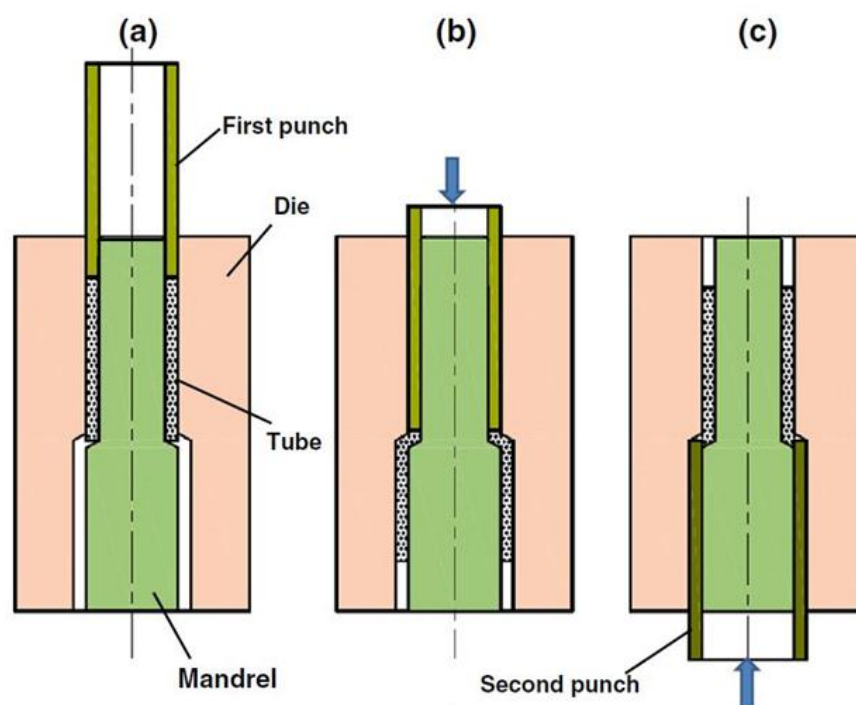 (a)
(b)
(c)
First punch
Die
Tube
Mandrel
Second punch